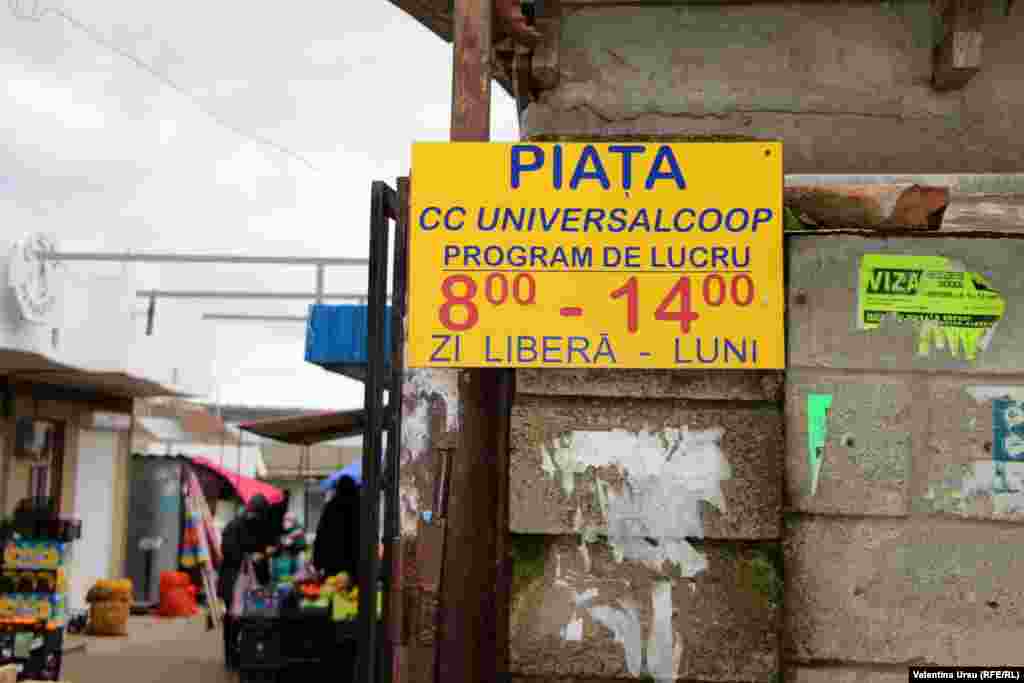 PIAȚA
CC UNIVERSALCOOP
PROGRAM DE LUCRU
8⁰⁰ - 14⁰⁰
ZI LIBERĂ - LUNI
VIZA
Valentina Ursu (RFE/RL)